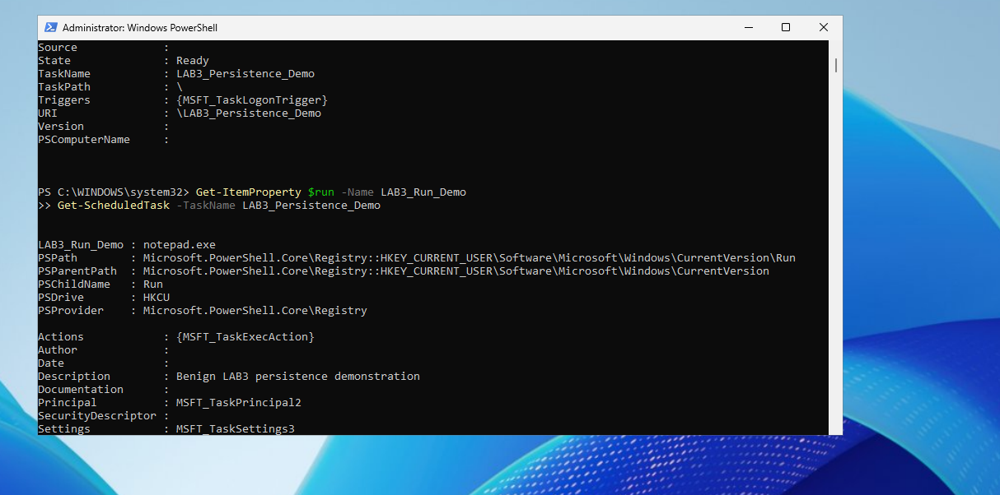 Administrator: Windows PowerShell
Source            :
State             : Ready
TaskName          : LAB3_Persistence_Demo
TaskPath          : \
Triggers          : {MSFT_TaskLogonTrigger}
URI               : \LAB3_Persistence_Demo
Version           :
PSComputerName    :
PS C:\WINDOWS\system32> Get-ItemProperty $run -Name LAB3_Run_Demo
>> Get-ScheduledTask -TaskName LAB3_Persistence_Demo
LAB3_Run_Demo : notepad.exe
PSPath        : Microsoft.PowerShell.Core\Registry::HKEY_CURRENT_USER\Software\Microsoft\Windows\CurrentVersion\Run
PSParentPath  : Microsoft.PowerShell.Core\Registry::HKEY_CURRENT_USER\Software\Microsoft\Windows\CurrentVersion
PSChildName   : Run
PSDrive       : HKCU
PSProvider    : Microsoft.PowerShell.Core\Registry
Actions            : {MSFT_TaskExecAction}
Author             :
Date               :
Description        : Benign LAB3 persistence demonstration
Documentation      :
Principal          : MSFT_TaskPrincipal2
SecurityDescriptor :
Settings           : MSFT_TaskSettings3